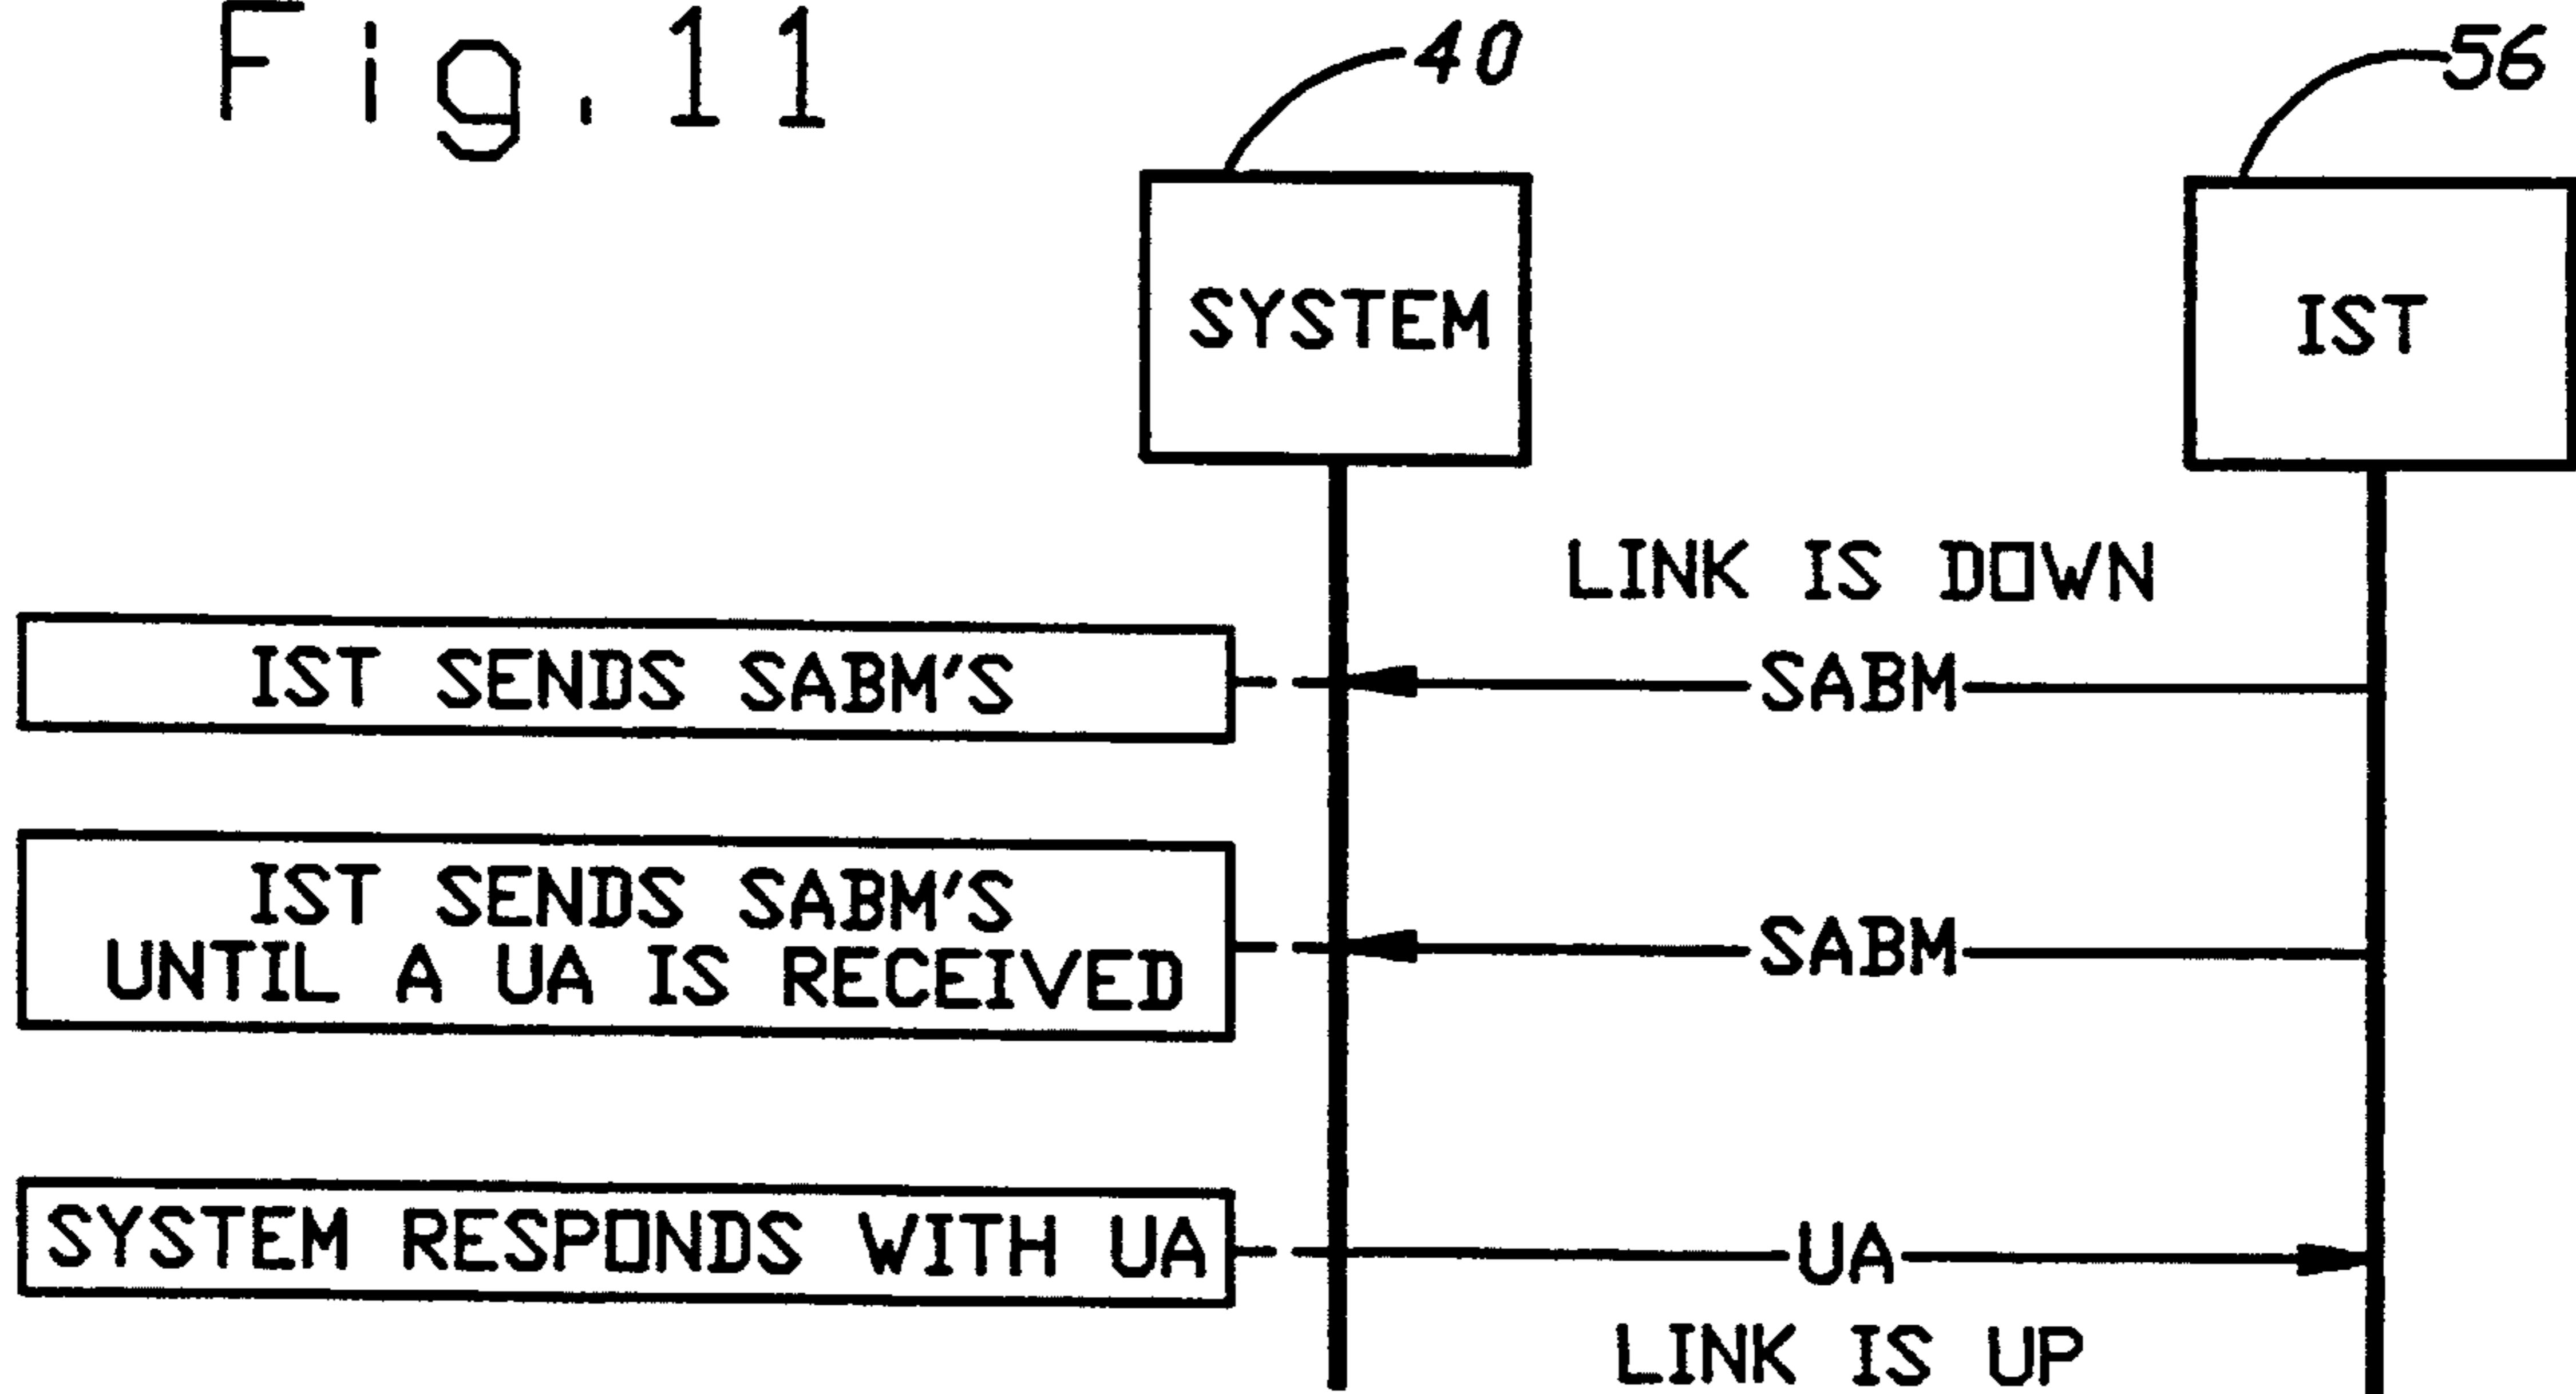 Fig. 11
40
56
SYSTEM
IST
LINK IS DOWN
IST SENDS SABM'S
SABM
IST SENDS SABM'S
UNTIL A UA IS RECEIVED
SABM
SYSTEM RESPONDS WITH UA
UA
LINK IS UP